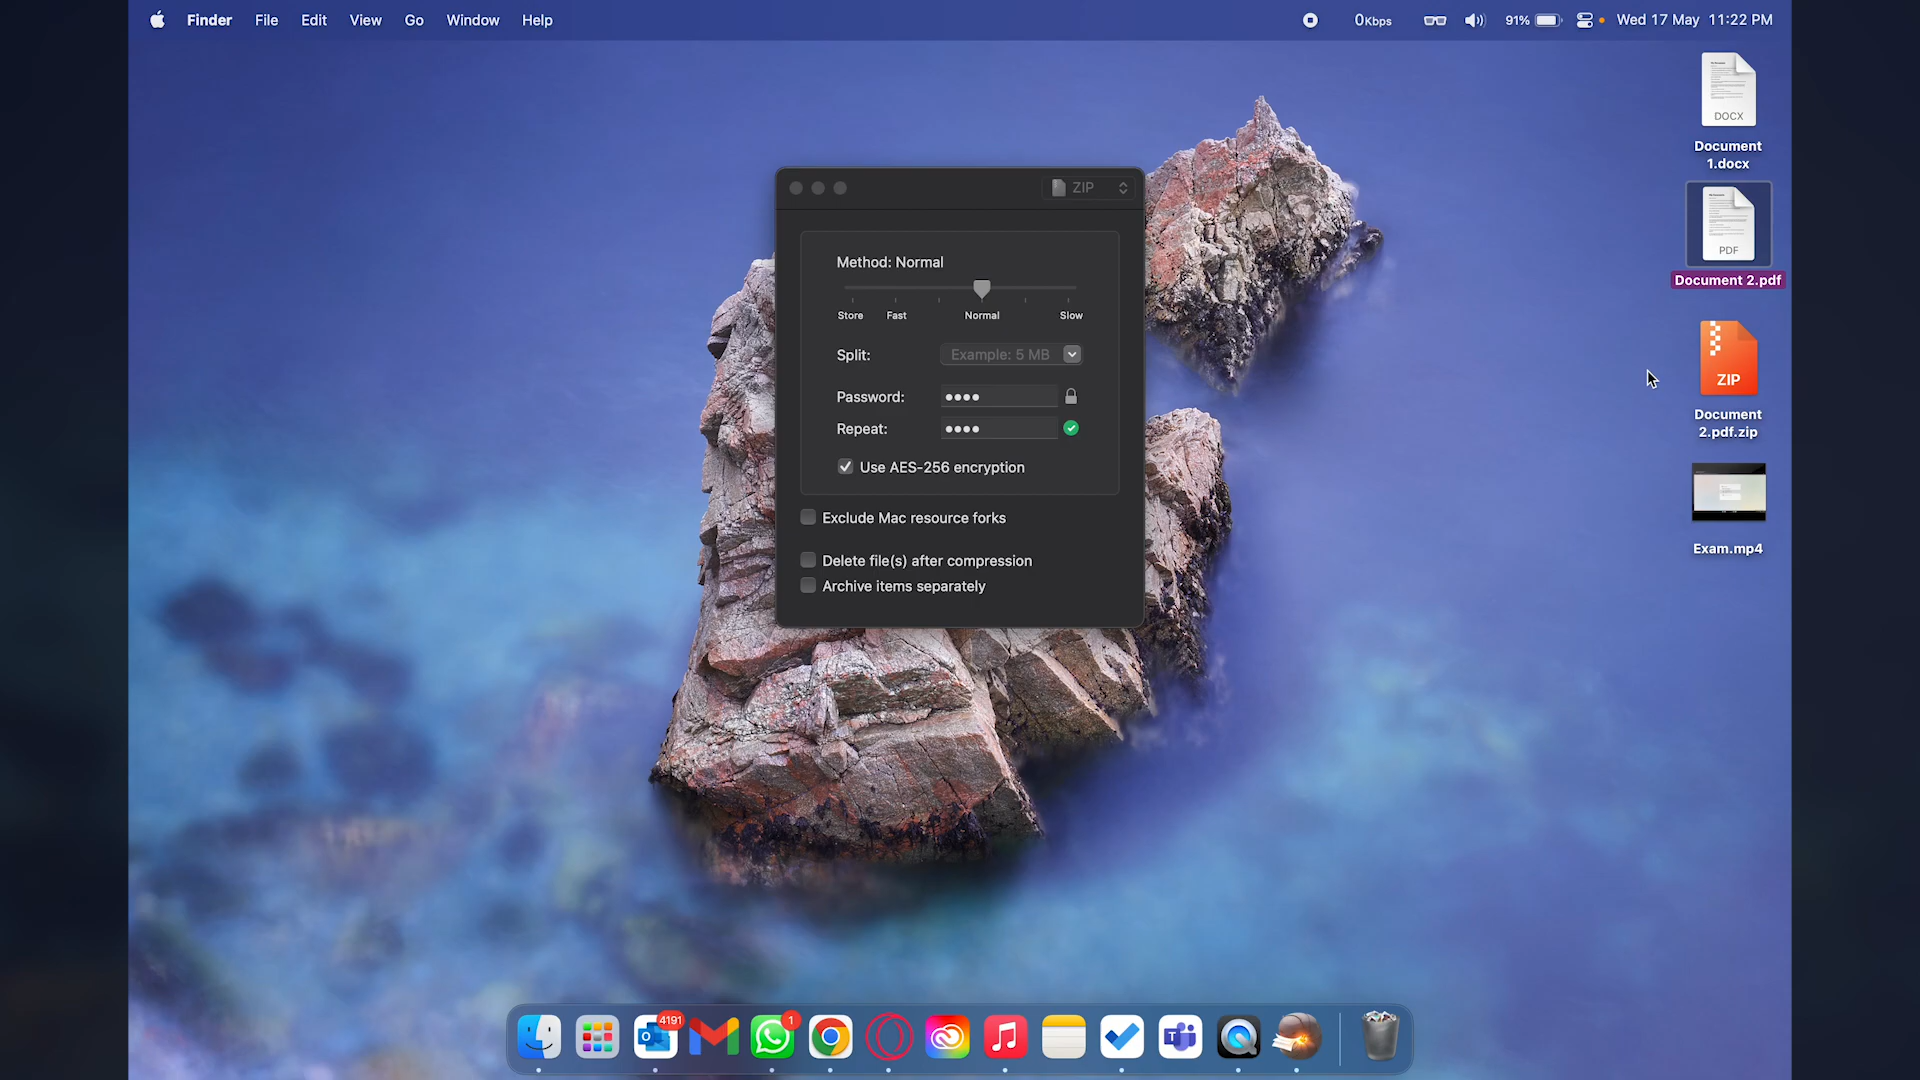 Finder File Edit View Go Window Help 0Kbps 91% Wed 17 May 11:22 PM
DOCX
Document
1.docx
PDF
Document 2.pdf
ZIP
Document
2.pdf.zip
Exam.mp4
ZIP
Method: Normal
Store Fast Normal Slow
Split: Example: 5 MB
Password: ••••
Repeat: ••••
Use AES-256 encryption
Exclude Mac resource forks
Delete file(s) after compression
Archive items separately
4191
1